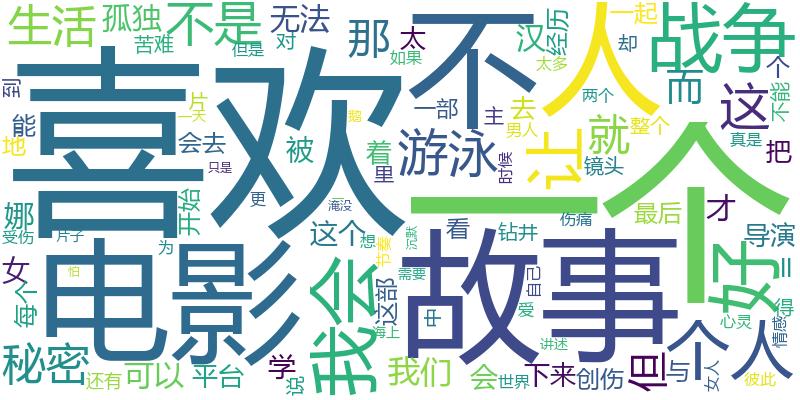 生活
孤独
不是
无法
苦难
但是
对
那
太
如果
汉
经历
一起
却
太多
战争
不
人
喜欢
一个
到
能
地
片
一天
会去
鹅
被
着
里
一部
主
去
男人
两个
整个
而
个
不能
这
真是
把
游泳
时候
让
就
镜头
只是
更
淹没
娜
受伤
片子
开始
为
这个
想
看
钻井
伤痛
最后
才
导演
女
怕
电影
我会
节奏
沉默
需要
故事
好
II
得
每个
这部
中
自己
爱
海上
讲述
心灵
情感
秘密
还有
可以
平台
学
说
我们
会
世界
下来
创伤
但
与
个人
女人
彼此